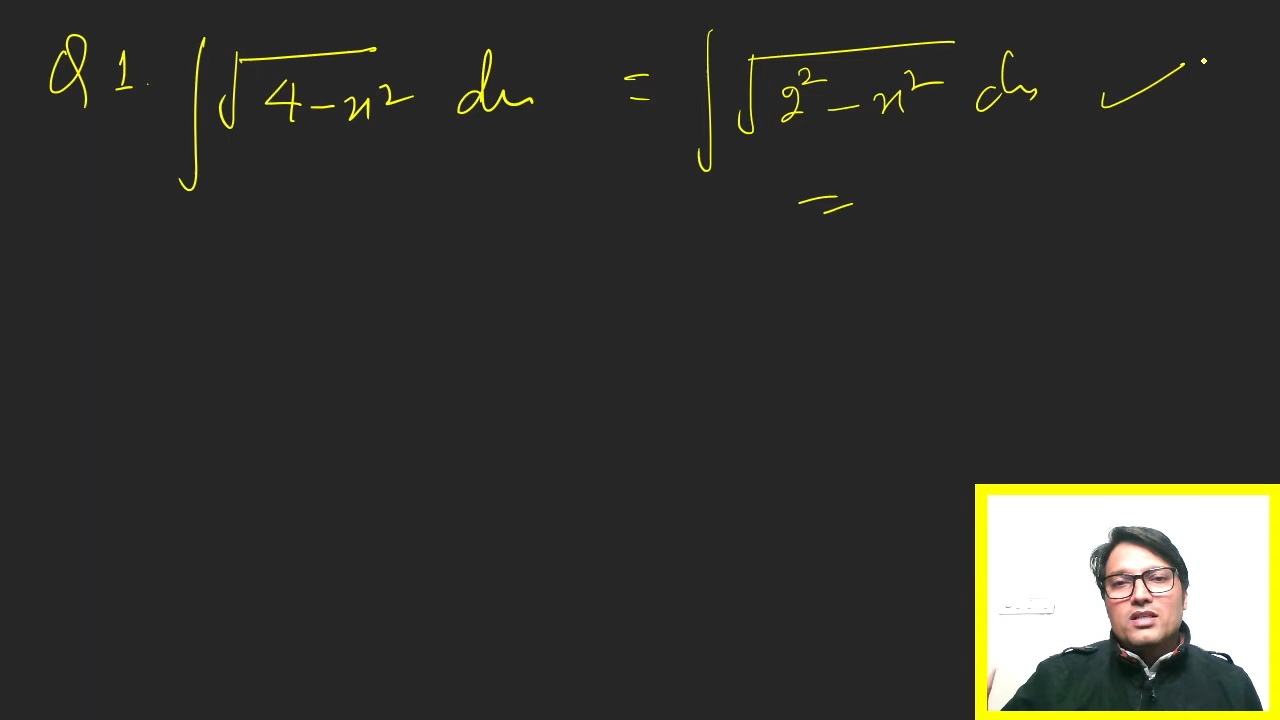 Q 1. ∫ √(4 − x²) dx = ∫ √(2² − x²) dx ✓
=